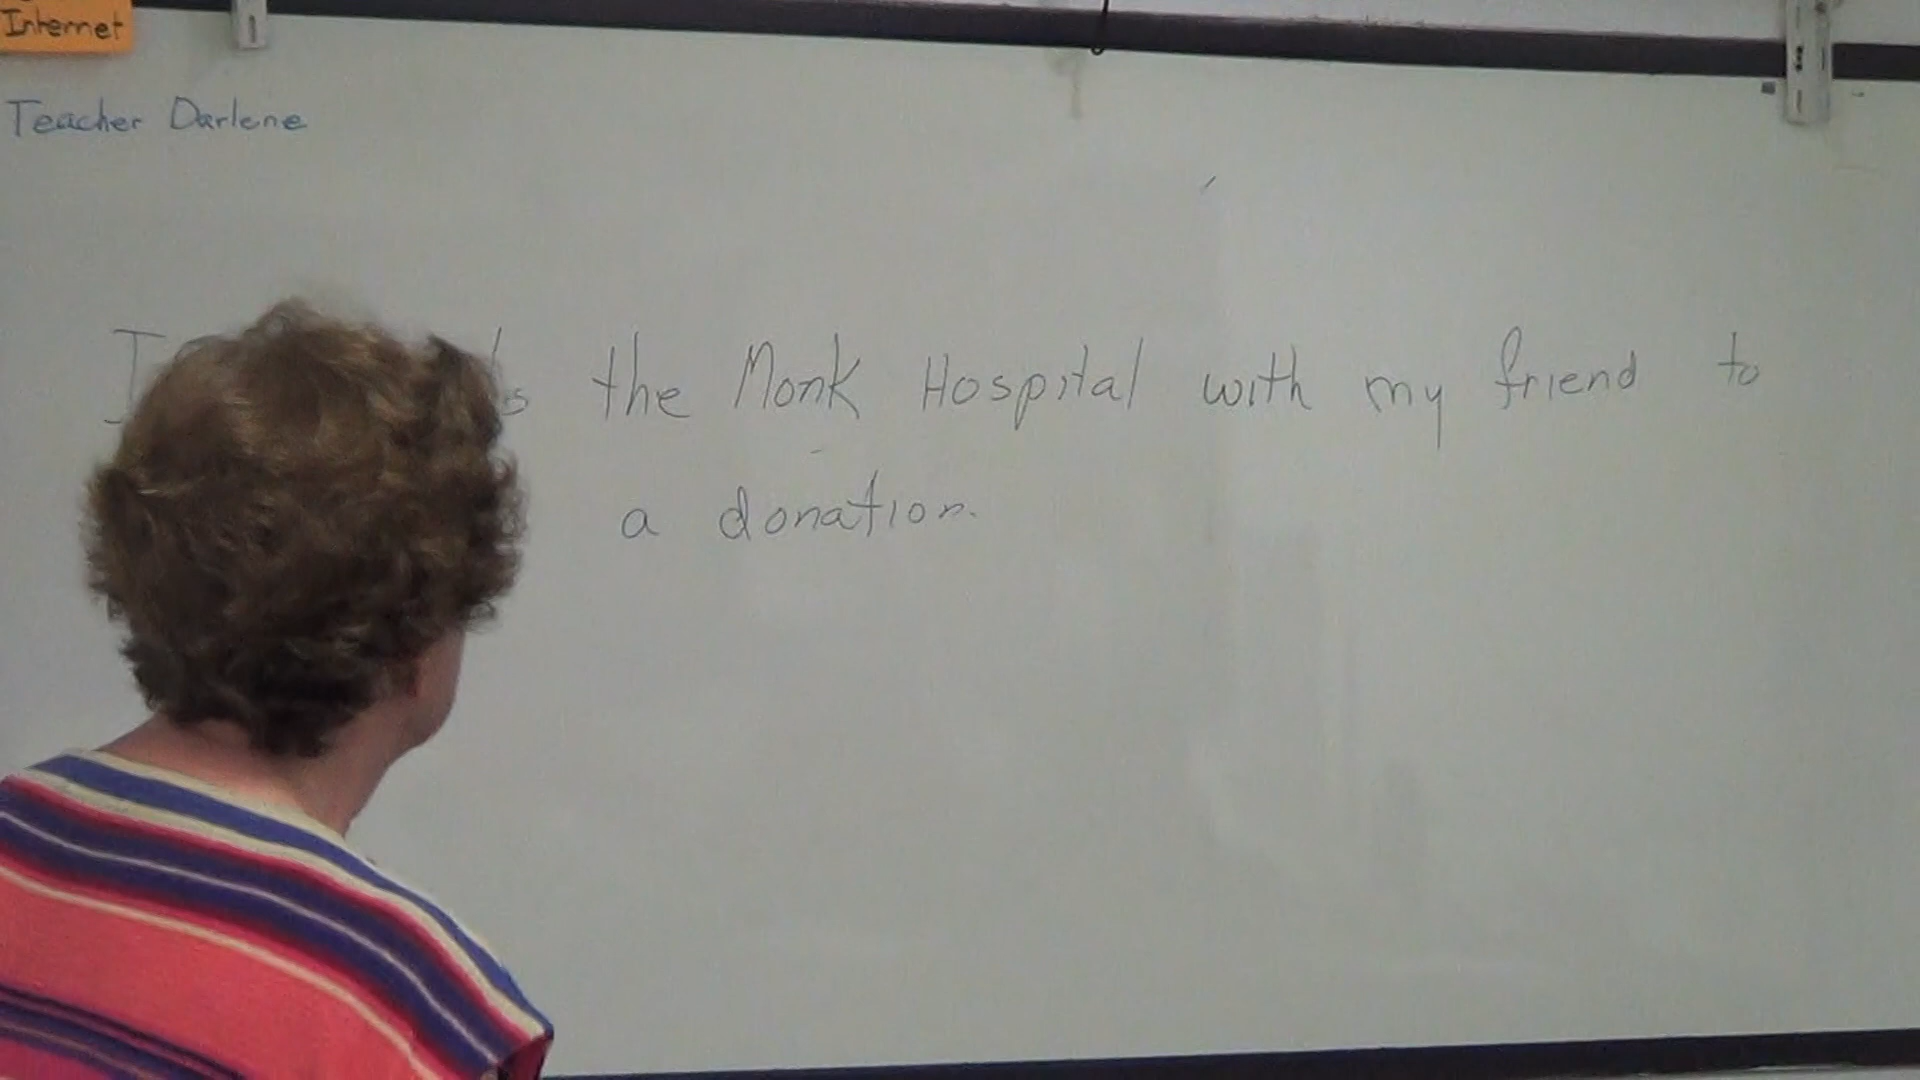 Internet
Teacher Darlene
I the Monk Hospital with my friend to
a donation.